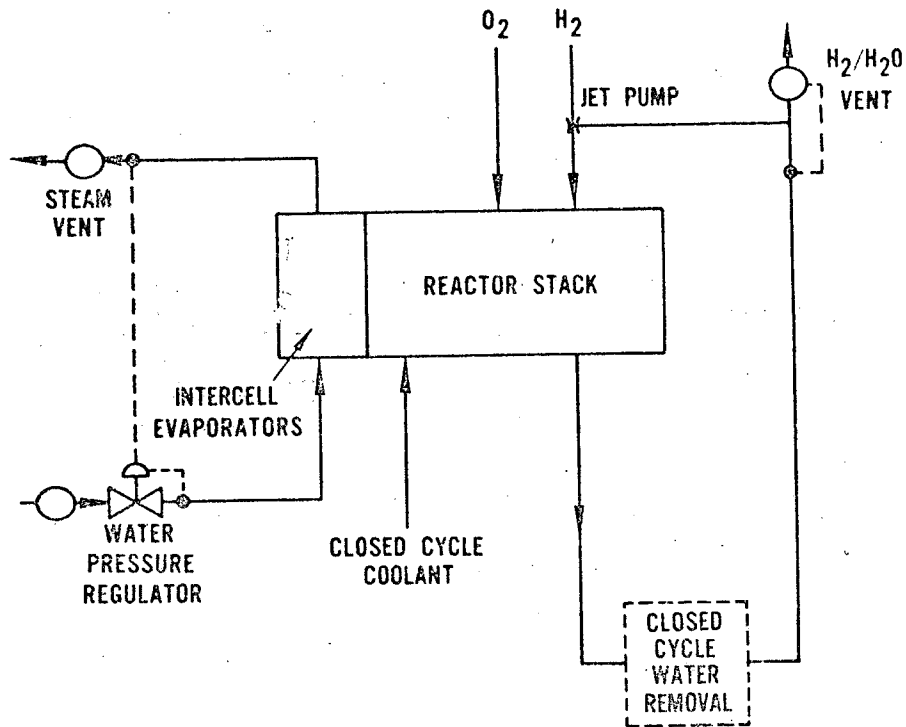 O2
H2
H2/H2O
VENT
JET PUMP
STEAM
VENT
REACTOR STACK
INTERCELL
EVAPORATORS
WATER
PRESSURE
REGULATOR
CLOSED CYCLE
COOLANT
CLOSED
CYCLE
WATER
REMOVAL